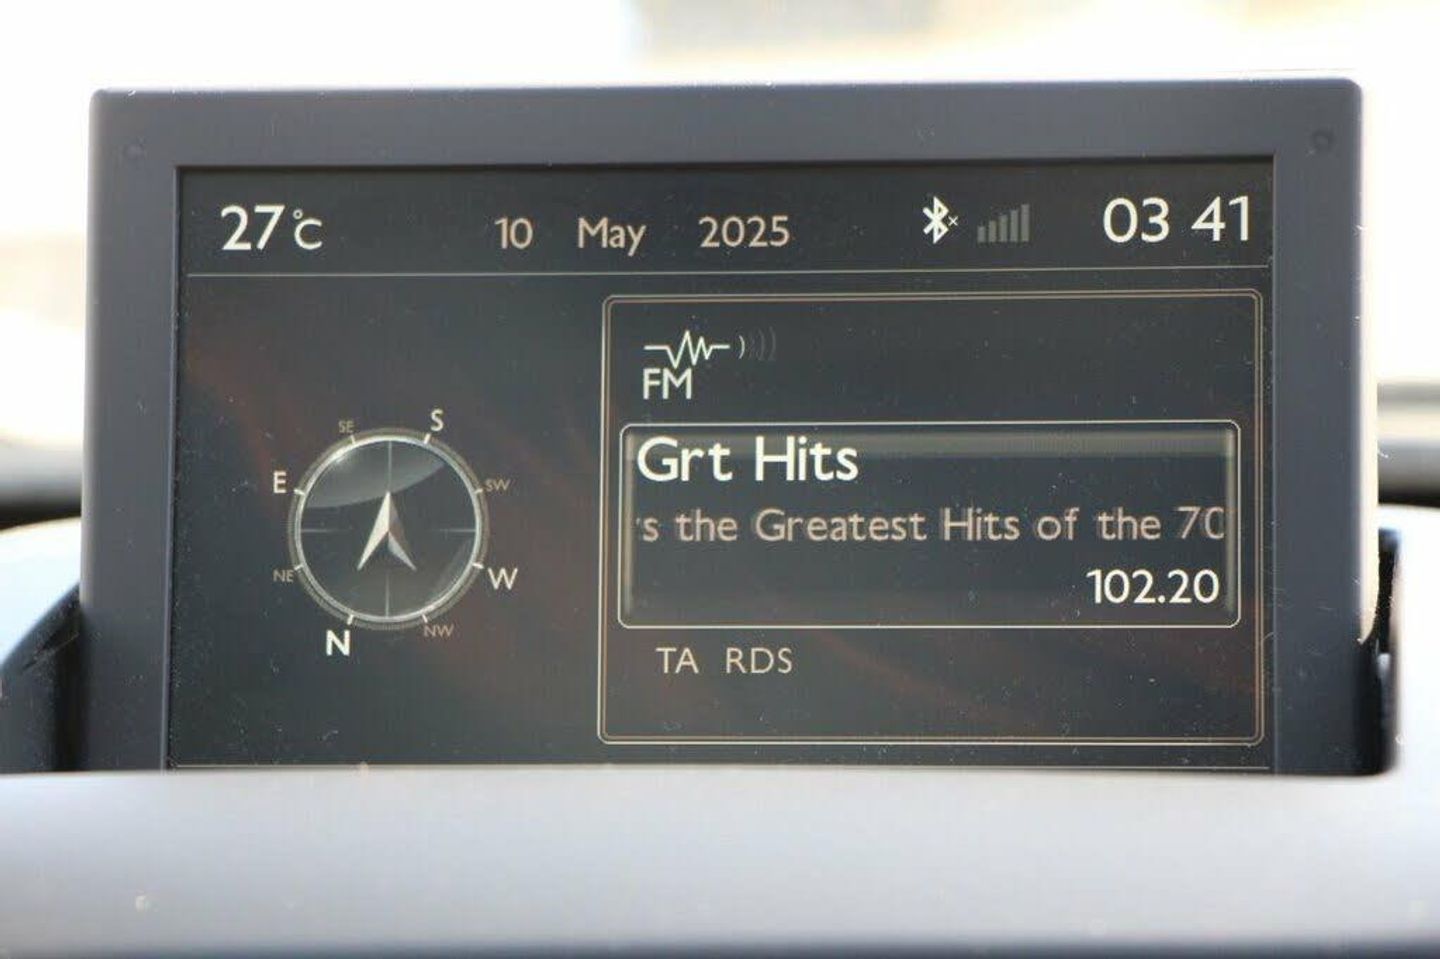 27°C 10 May 2025 03 41
FM
SE S
E SW
NE W
N NW
Grt Hits
's the Greatest Hits of the 70
102.20
TA RDS